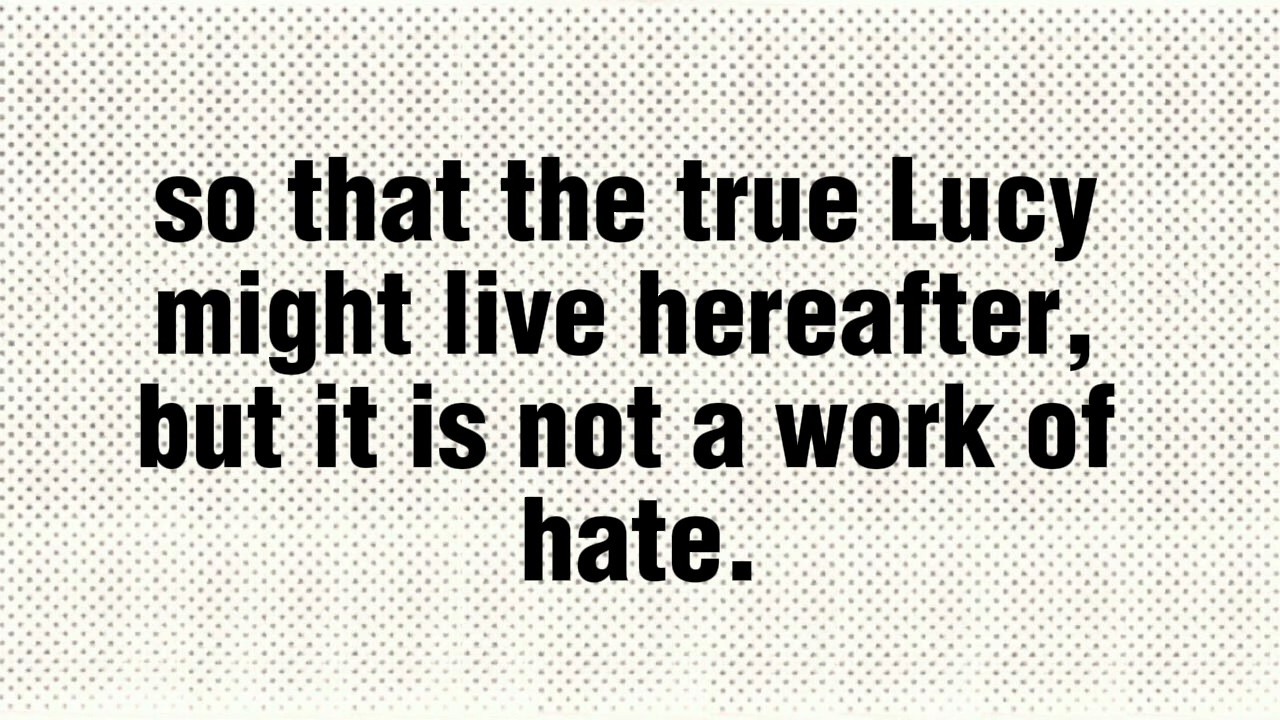 so that the true Lucy
might live hereafter,
but it is not a work of
hate.